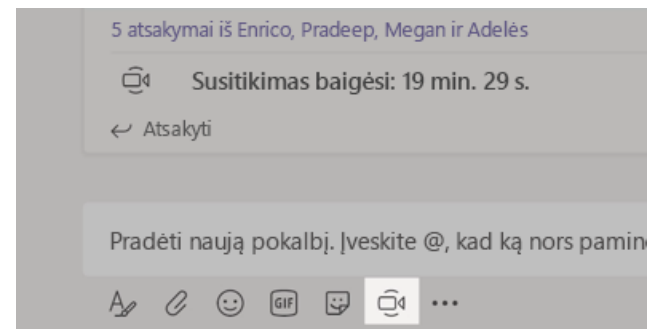 5 atsakymai iš Enrico, Pradeep, Megan ir Adelės
Susitikimas baigėsi: 19 min. 29 s.
Atsakyti
Pradėti naują pokalbį. Įveskite @, kad ką nors pamin
GIF